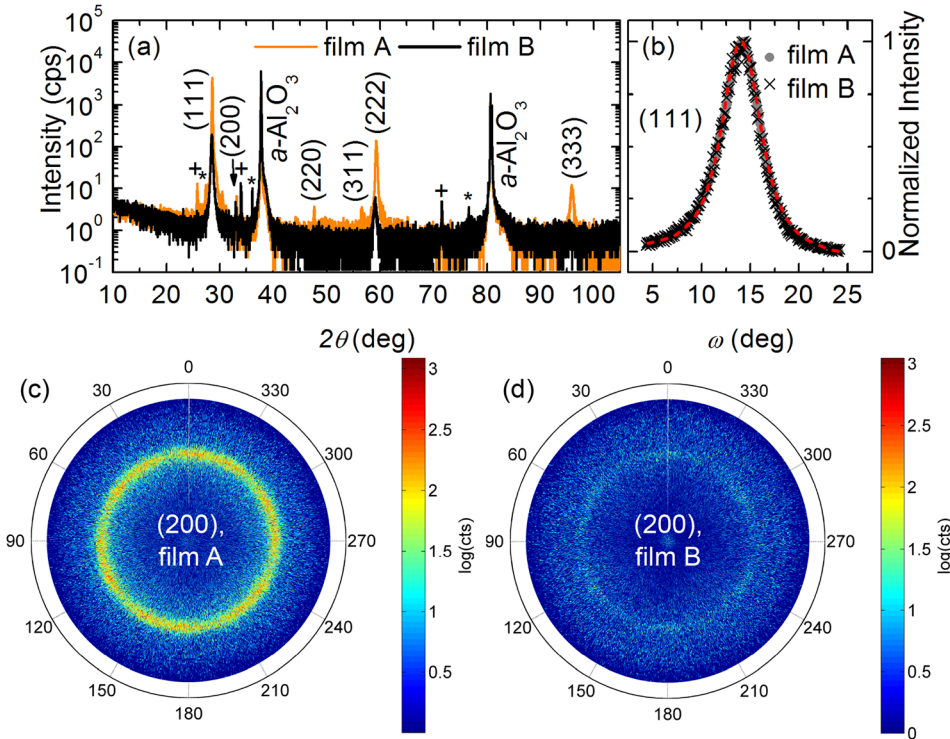 (a) film A film B
Intensity (cps)
10^5
10^4
10^3
10^2
10^1
10^0
10^-1
+ * (111) (200) + * a-Al2O3 (220) (311) (222) + * a-Al2O3 (333)
10 20 30 40 50 60 70 80 90 100
2θ (deg)
(b) film A
film B
(111)
1
0
Normalized Intensity
5 10 15 20 25
ω (deg)
(c)
0
30 330
60 300
90 270
120 240
150 210
180
(200),
film A
3
2.5
2
1.5
1
0.5
log(cts)
(d)
0
30 330
60 300
90 270
120 240
150 210
180
(200),
film B
3
2.5
2
1.5
1
0.5
0
log(cts)